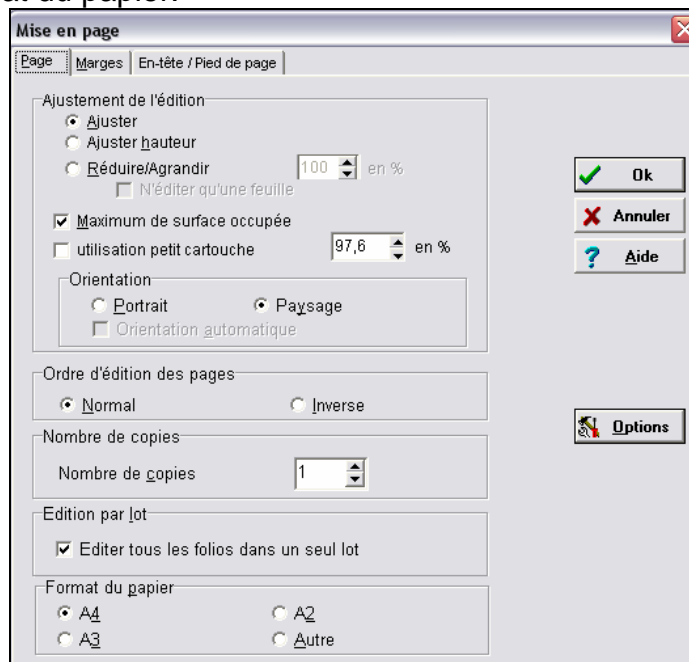 at du papier.
Mise en page
Page Marges En-tête / Pied de page
Ajustement de l'édition
Ajuster
Ajuster hauteur
Réduire/Agrandir 100 en %
N'éditer qu'une feuille
Maximum de surface occupée
utilisation petit cartouche 97,6 en %
Orientation
Portrait Paysage
Orientation automatique
Ordre d'édition des pages
Normal Inverse
Nombre de copies
Nombre de copies 1
Edition par lot
Editer tous les folios dans un seul lot
Format du papier
A4 A2
A3 Autre
Ok
Annuler
Aide
Options